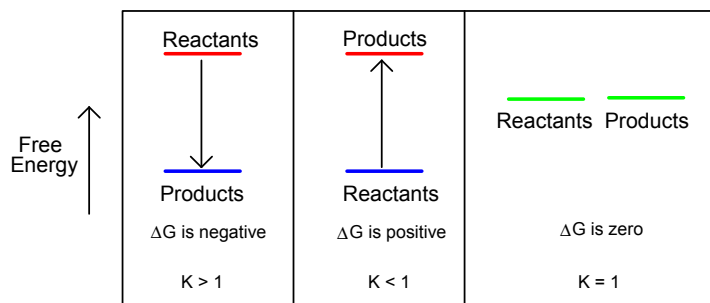 Free
Energy
Reactants
Products
ΔG is negative
K > 1
Products
Reactants
ΔG is positive
K < 1
Reactants Products
ΔG is zero
K = 1